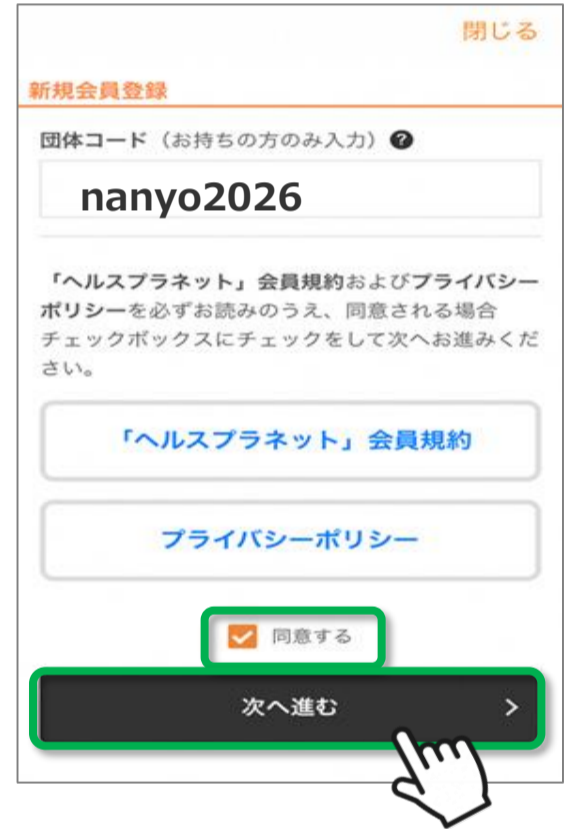 閉じる
新規会員登録
団体コード（お持ちの方のみ入力）?
nanyo2026
「ヘルスプラネット」会員規約およびプライバシー
ポリシーを必ずお読みのうえ、同意される場合
チェックボックスにチェックをして次へお進みくだ
さい。
「ヘルスプラネット」会員規約
プライバシーポリシー
同意する
次へ進む >